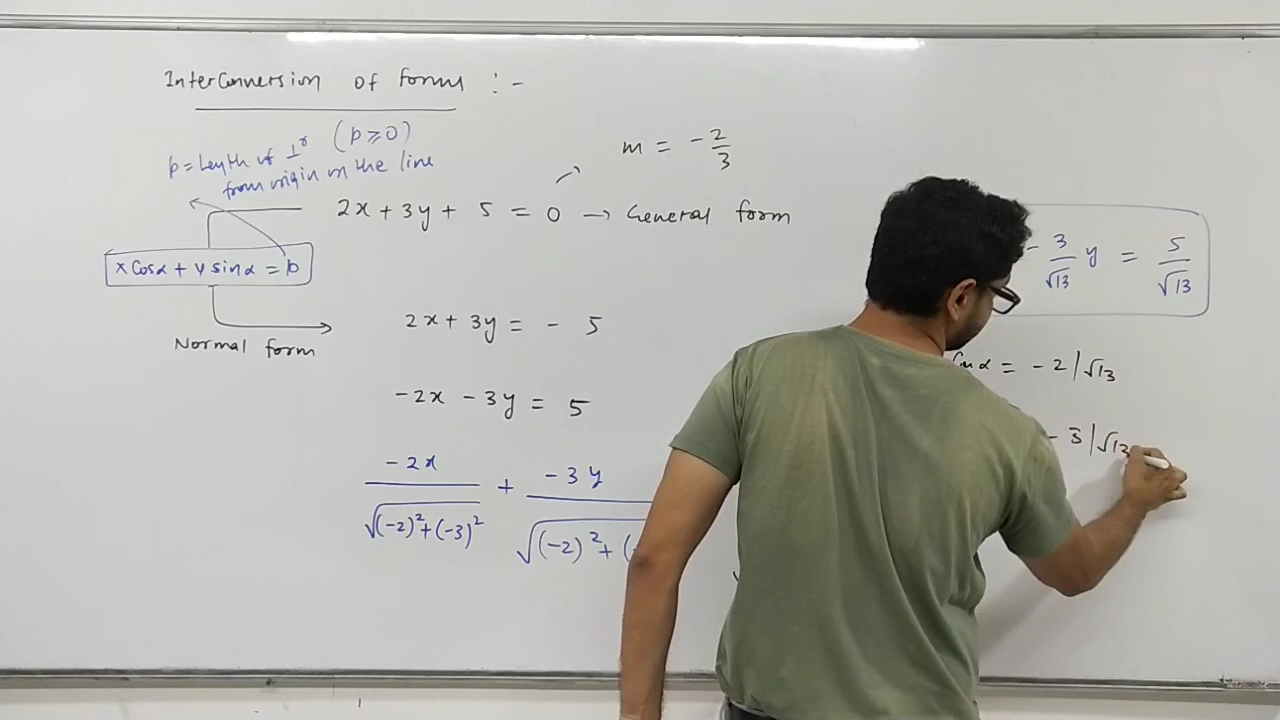 InterConversion of forms :-
p = Length of ⊥r (p ≥ 0)
from origin on the line
m = -2/3
2x + 3y + 5 = 0 → General form
x Cosα + y sinα = p
Normal form
2x + 3y = - 5
-2x - 3y = 5
-2x/√((-2)²+(-3)²) + -3y/√((-2)²+(
- 3/√13 y = 5/√13
= -2/√13
- 3/√13